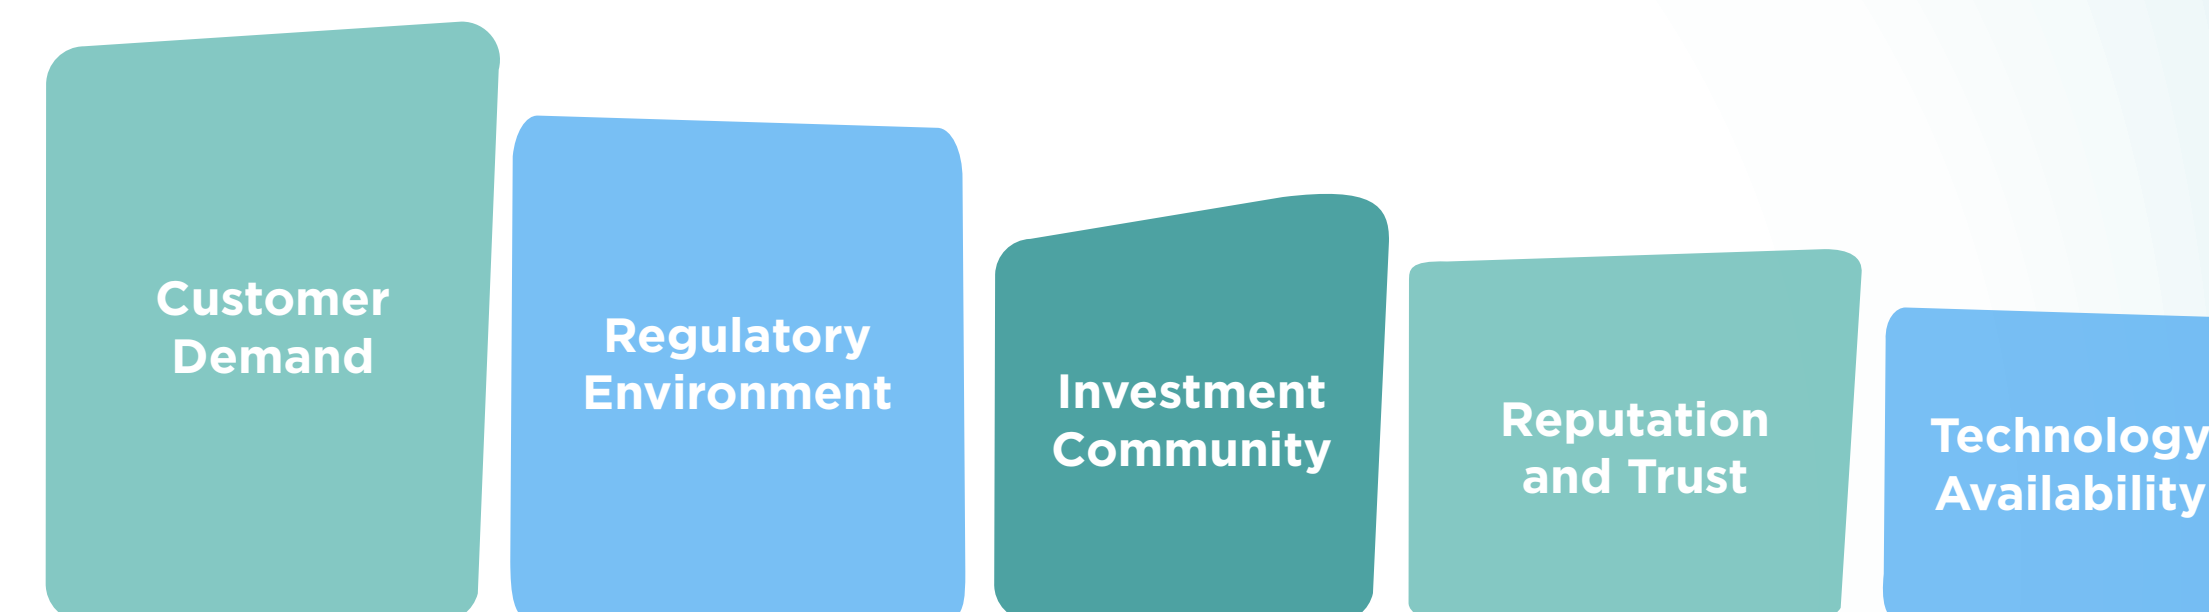 Customer
Demand
Regulatory
Environment
Investment
Community
Reputation
and Trust
Technology
Availability